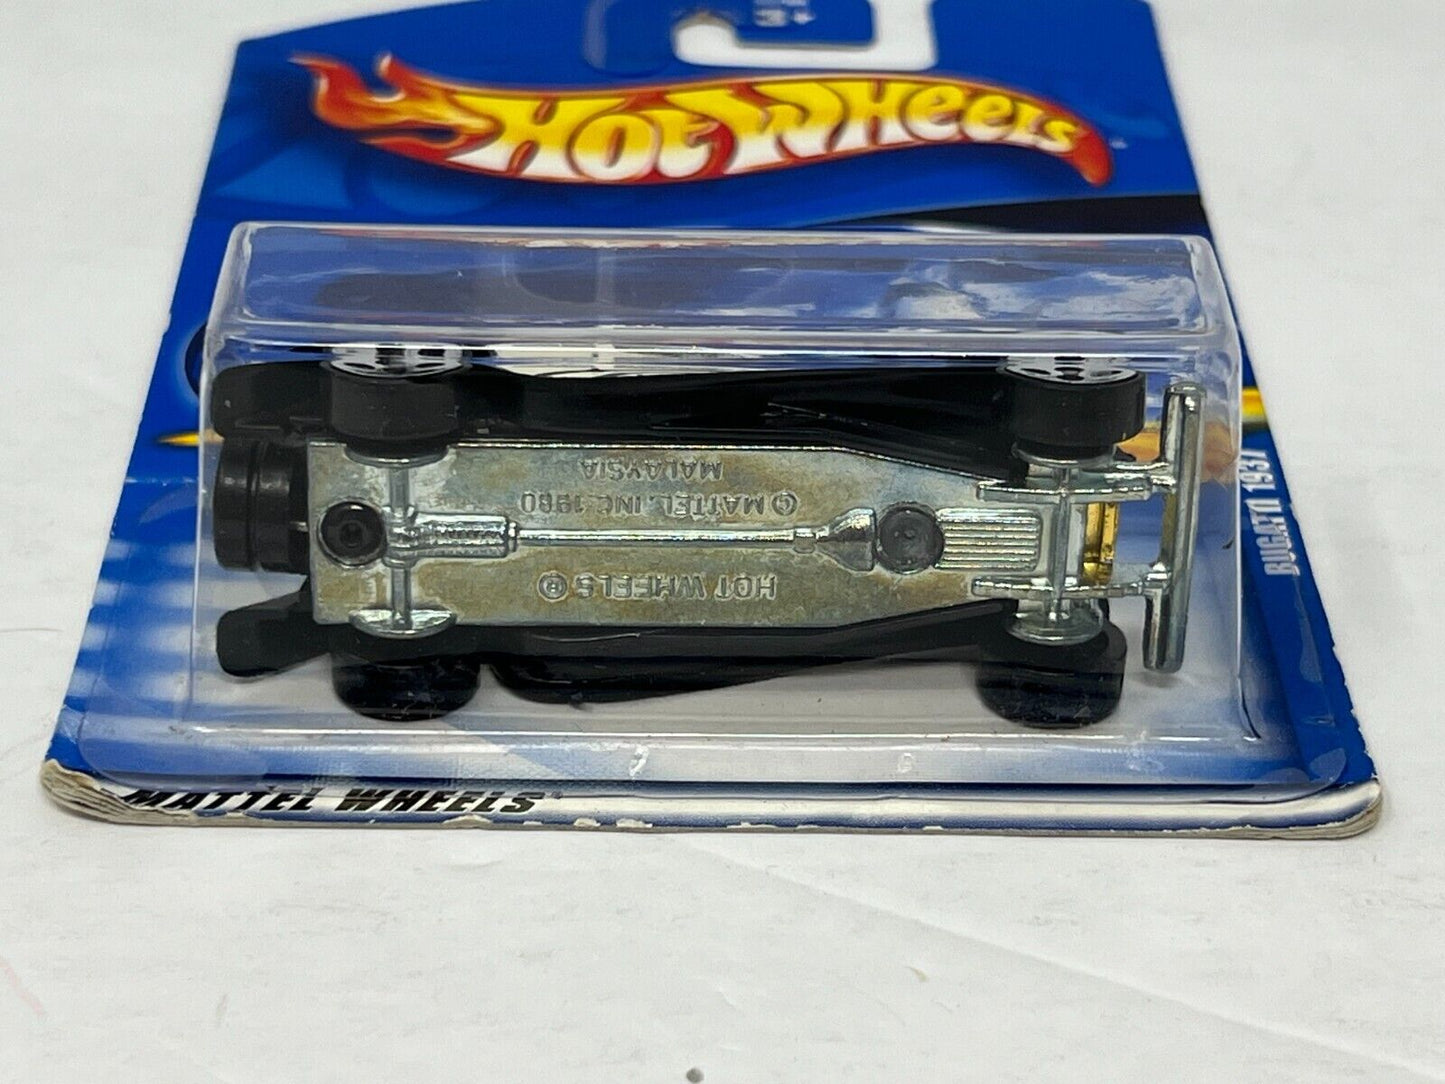 HOT WHEELS
MALAYSIA
© MATTEL, INC. 1980
HOT WHEELS ®
BUGATTI 1937
MATTEL WHEELS